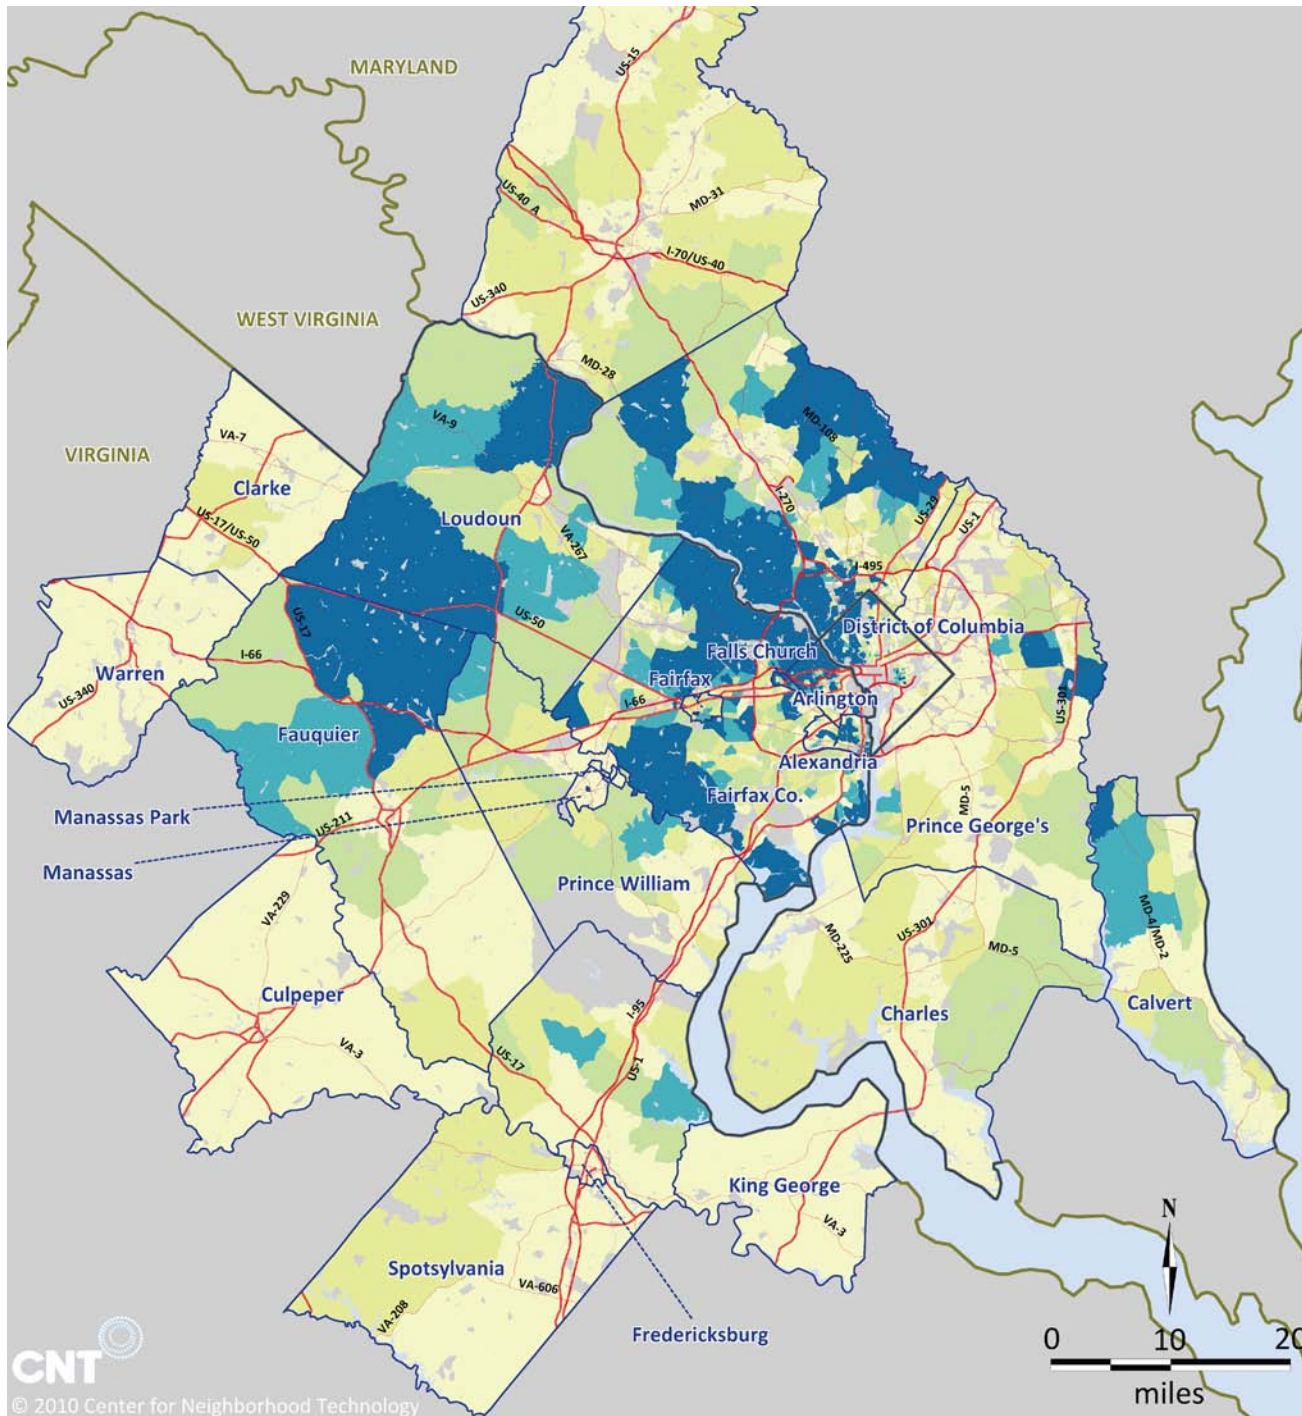 US-15
MARYLAND
US-40 A
MD-31
I-70/US-40
US-340
WEST VIRGINIA
MD-28
VA-9
MD-108
VA-7
VIRGINIA
Clarke
I-270
US-29
US-1
US-17/US-50
Loudoun
VA-267
I-495
US-17
US-50
District of Columbia
Falls Church
I-66
Warren
Fairfax
US-340
I-66
Arlington
US-301
Fauquier
Alexandria
Fairfax Co.
MD-5
Manassas Park
US-211
Prince George's
Manassas
Prince William
VA-229
MD-4/MD-2
US-301
MD-225
MD-5
Culpeper
Calvert
I-95
Charles
VA-3
US-17
US-1
King George
VA-3
N
Spotsylvania
VA-606
VA-208
Fredericksburg
0 10 20
miles
CNT
© 2010 Center for Neighborhood Technology